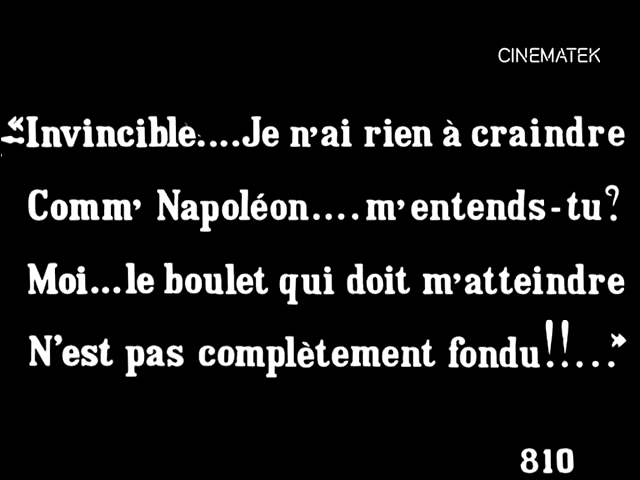 CINEMATEK
«Invincible....Je n'ai rien à craindre
Comm' Napoléon....m'entends-tu?
Moi...le boulet qui doit m'atteindre
N'est pas complètement fondu!!...»
810